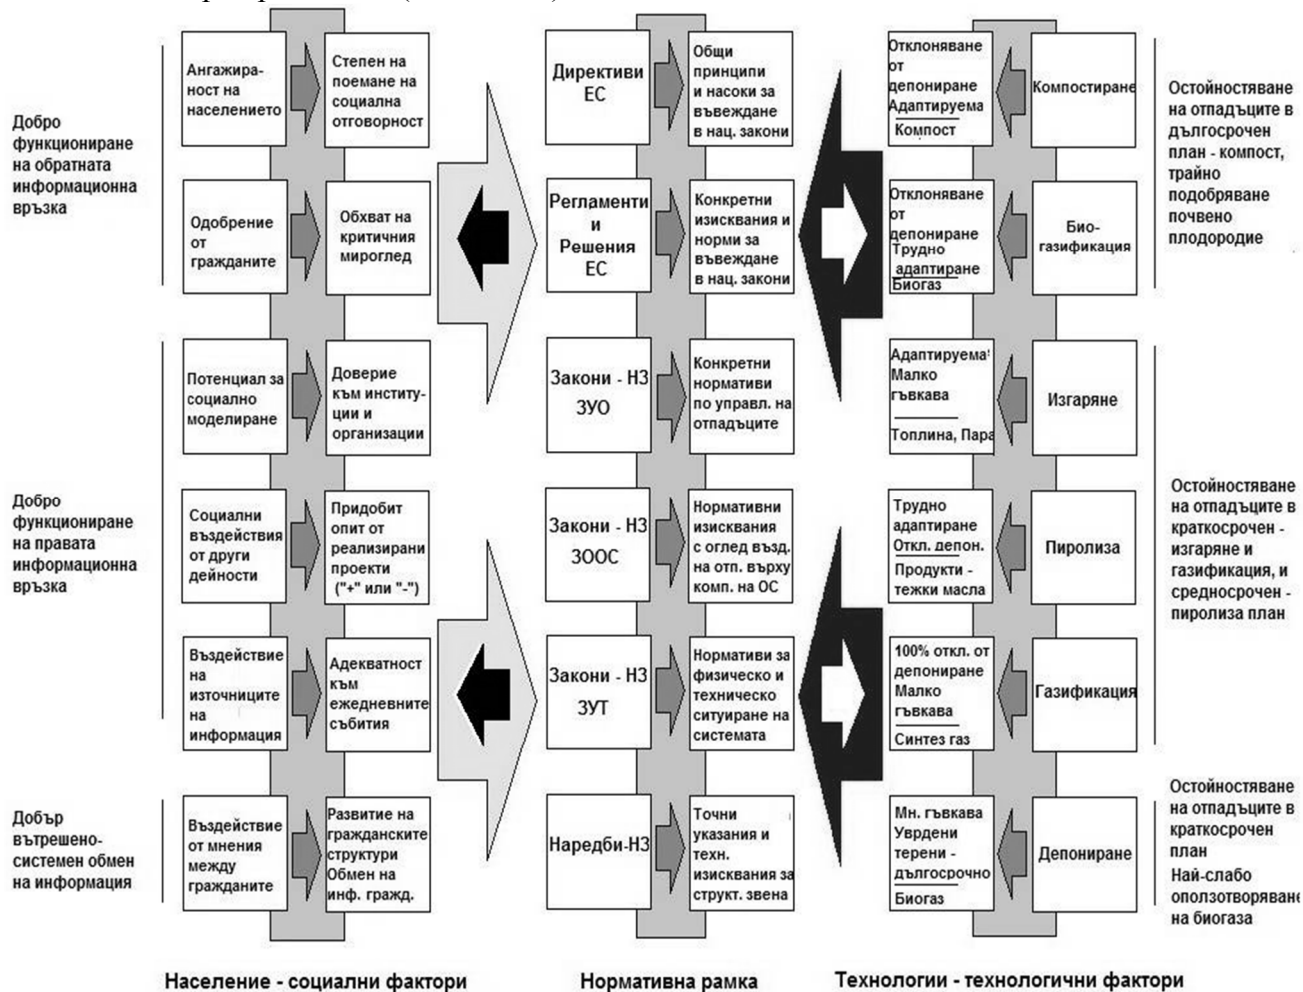 Добро
функциониране
на обратната
информационна
връзка
Добро
функциониране
на правата
информационна
връзка
Добър
вътрешено-
системен обмен
на информация
Ангажира-
ност на
населението
Степен на
поемане на
социална
отговорност
Одобрение
от
гражданите
Обхват на
критичния
мироглед
Потенциал за
социално
моделиране
Доверие
към институ-
ции и
организации
Социални
въздействия
от други
дейности
Придобит
опит от
реализирани
проекти
("+" или "-")
Въздействие
на
източниците
на
информация
Адекватност
към
ежедневните
събития
Въздействие
от мнения
между
гражданите
Развитие на
гражданските
структури
Обмен на
инф. гражд.
Население - социални фактори
Директиви
ЕС
Общи
принципи
и насоки за
въвеждане
в нац. закони
Регламенти
и
Решения
ЕС
Конкретни
изисквания и
норми за
въвеждане
в нац. закони
Закони - НЗ
ЗУО
Конкретни
нормативи
по управл. на
отпадъците
Закони - НЗ
ЗООС
Нормативни
изисквания
с оглед възд.
на отп. върху
комп. на ОС
Закони - НЗ
ЗУТ
Нормативи за
физическо и
техническо
ситуиране на
системата
Наредби-НЗ
Точни
указания и
техн.
изисквания за
структ. звена
Нормативна рамка
Отклоняване
от
депониране
Адаптируема
Компост
Компостиране
Отклоняване
от
депониране
Трудно
адаптиране
Биогаз
Био-
газификация
Адаптируема
Малко
гъвкава
Топлина, Пара
Изгаряне
Трудно
адаптиране
Откл. депон.
Продукти -
тежки масла
Пиролиза
100% откл. от
депониране
Малко
гъвкава
Синтез газ
Газификация
Мн. гъвкава
Уврдени
терени -
дългосрочно
Биогаз
Депониране
Технологии - технологични фактори
Остойностяване
на отпадъците в
дългосрочен
план - компост,
трайно
подобряване
почвено
плодородие
Остойностяване
на отпадъците в
краткосрочен -
изгаряне и
газификация, и
средносрочен -
пиролиза план
Остойностяване
на отпадъците в
краткосрочен
план
Най-слабо
оползотворяване
на биогаза